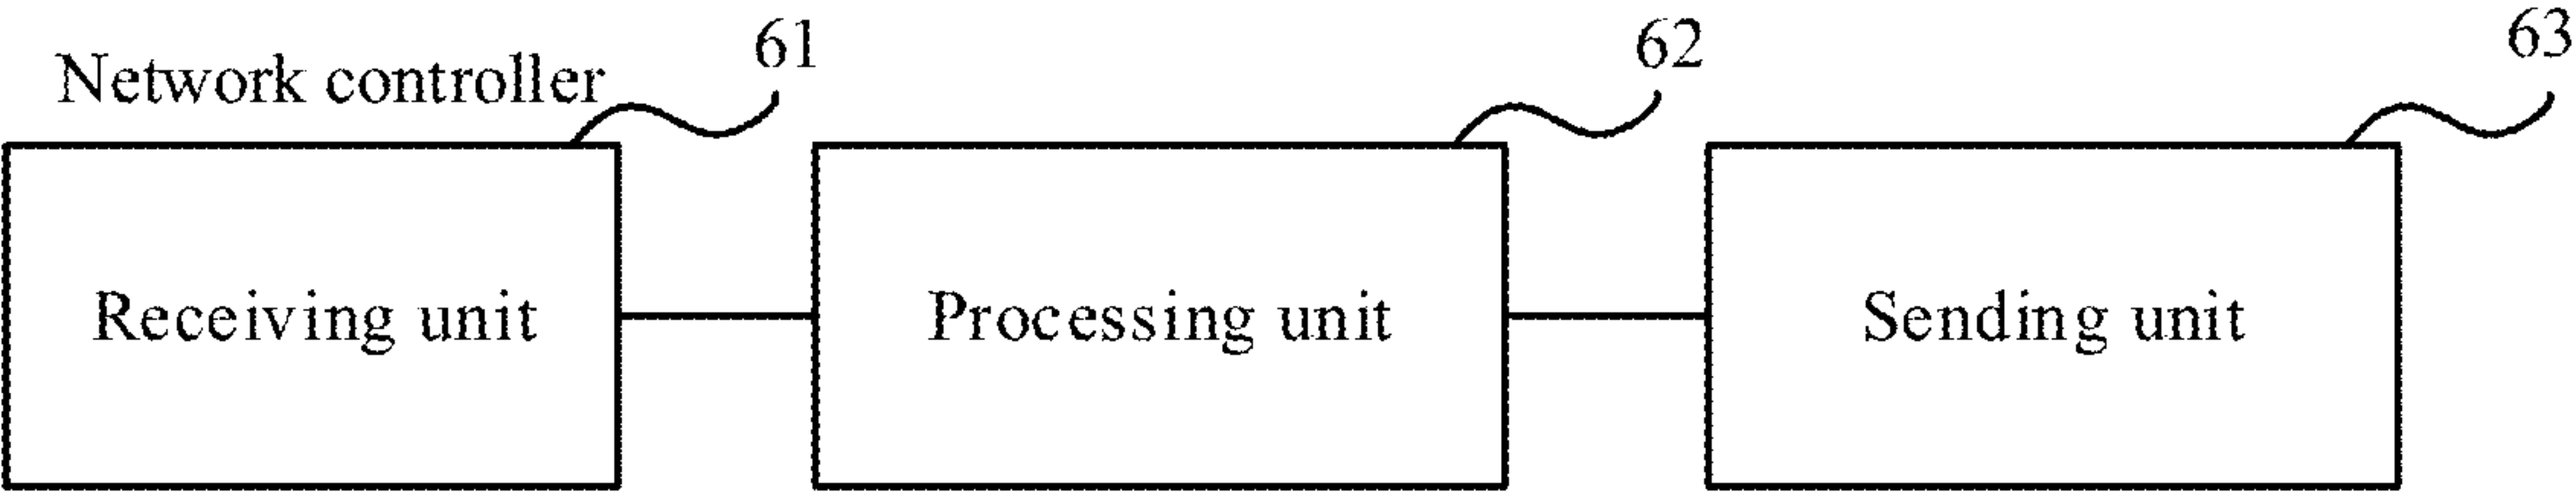 Network controller
61
62
63
Receiving unit
Processing unit
Sending unit